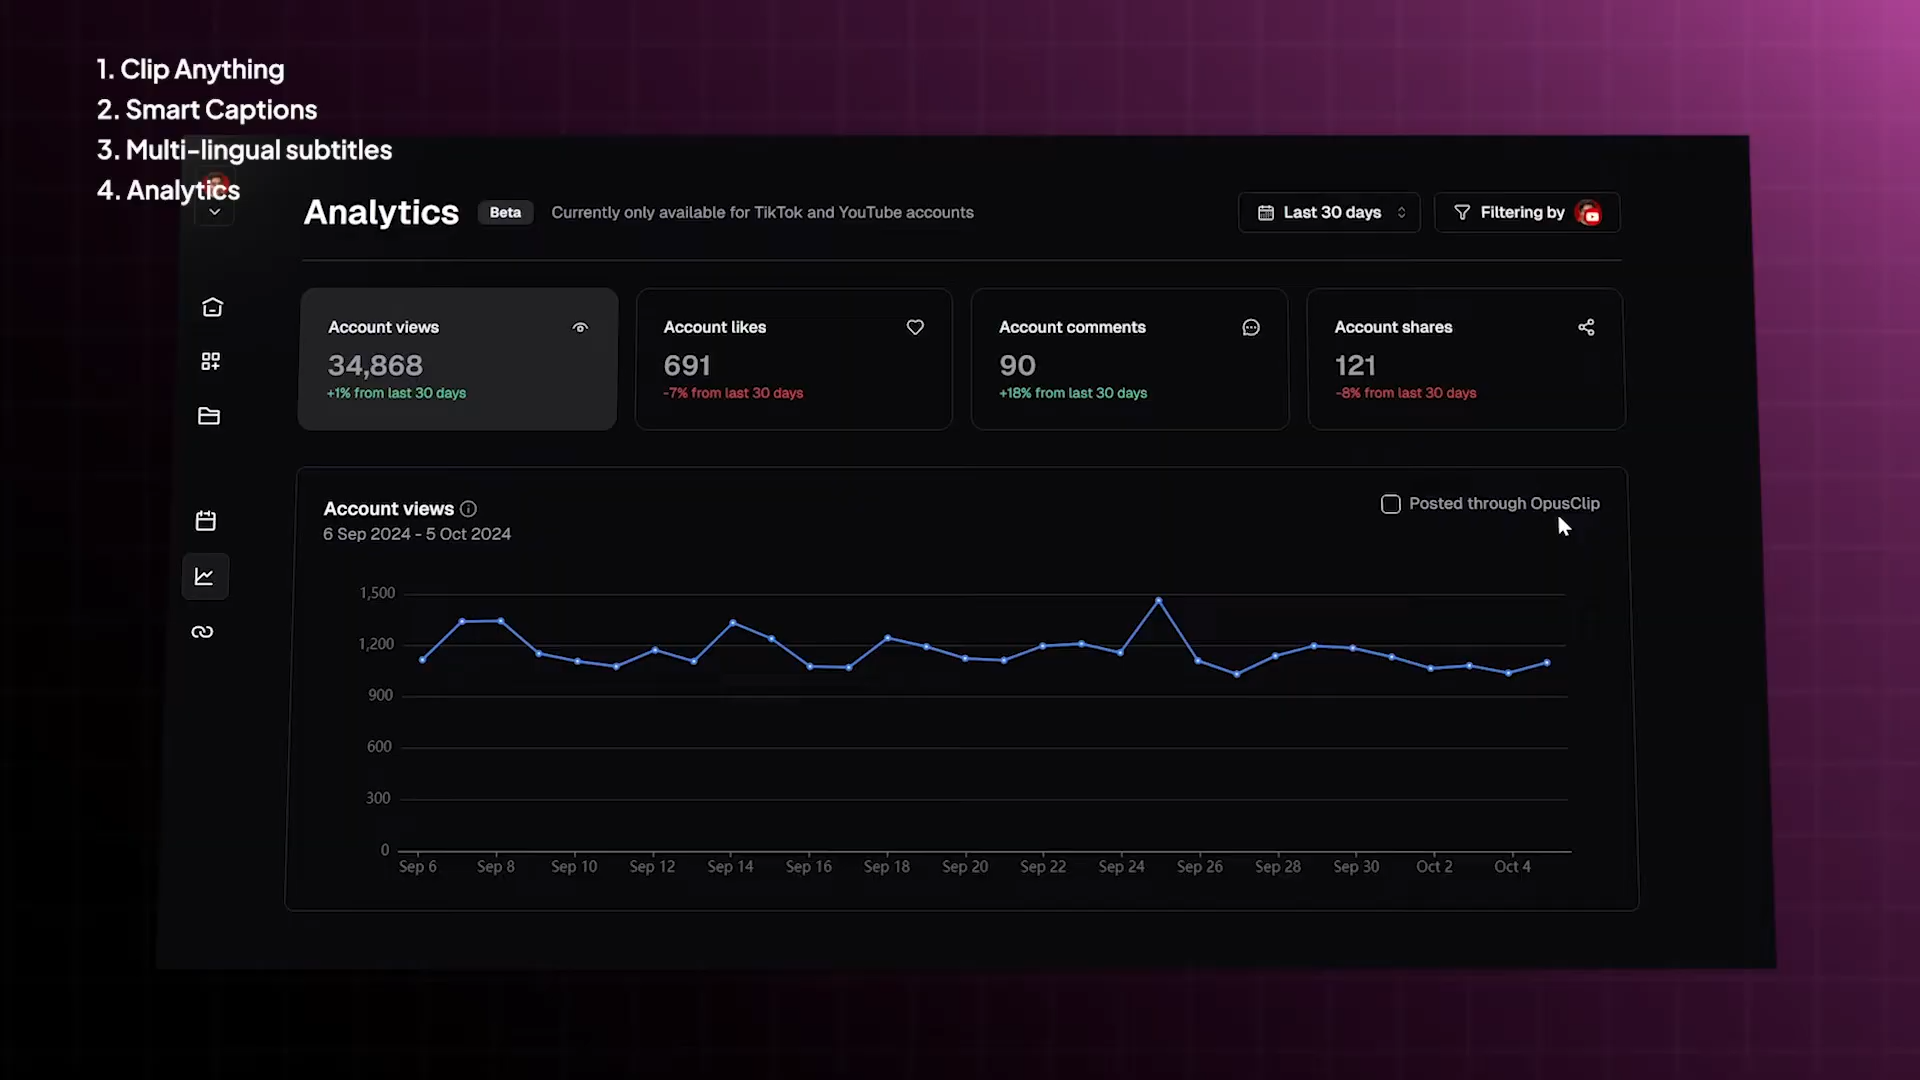 1. Clip Anything
2. Smart Captions
3. Multi-lingual subtitles
4. Analytics
Analytics Beta Currently only available for TikTok and YouTube accounts Last 30 days Filtering by
Account views
34,868
+1% from last 30 days
Account likes
691
-7% from last 30 days
Account comments
90
+18% from last 30 days
Account shares
121
-8% from last 30 days
Account views
6 Sep 2024 - 5 Oct 2024
Posted through OpusClip
1,500
1,200
900
600
300
0
Sep 6 Sep 8 Sep 10 Sep 12 Sep 14 Sep 16 Sep 18 Sep 20 Sep 22 Sep 24 Sep 26 Sep 28 Sep 30 Oct 2 Oct 4